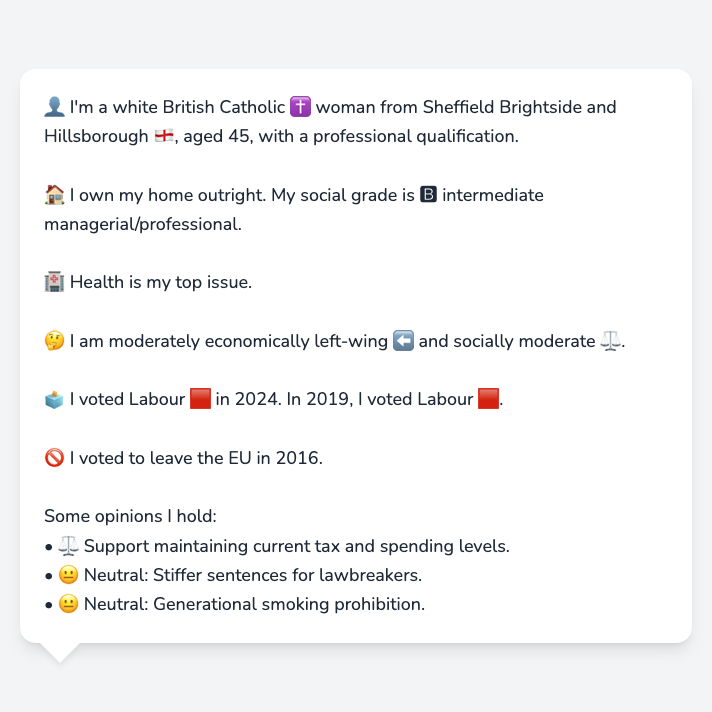 👤 I'm a white British Catholic ✝️ woman from Sheffield Brightside and
Hillsborough 🏴󠁧󠁢󠁥󠁮󠁧󠁿, aged 45, with a professional qualification.
🏠 I own my home outright. My social grade is 🅱 intermediate
managerial/professional.
🏥 Health is my top issue.
🤔 I am moderately economically left-wing ⬅️ and socially moderate ⚖️.
🗳️ I voted Labour 🟥 in 2024. In 2019, I voted Labour 🟥.
🚫 I voted to leave the EU in 2016.
Some opinions I hold:
• ⚖️ Support maintaining current tax and spending levels.
• 😐 Neutral: Stiffer sentences for lawbreakers.
• 😐 Neutral: Generational smoking prohibition.